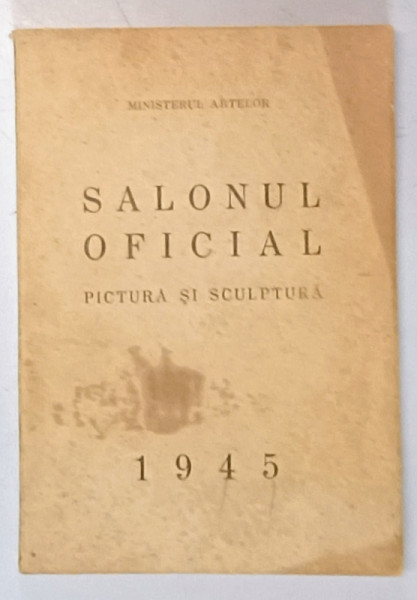 MINISTERUL ARTELOR
SALONUL
OFICIAL
PICTURĂ ȘI SCULPTURĂ
1945